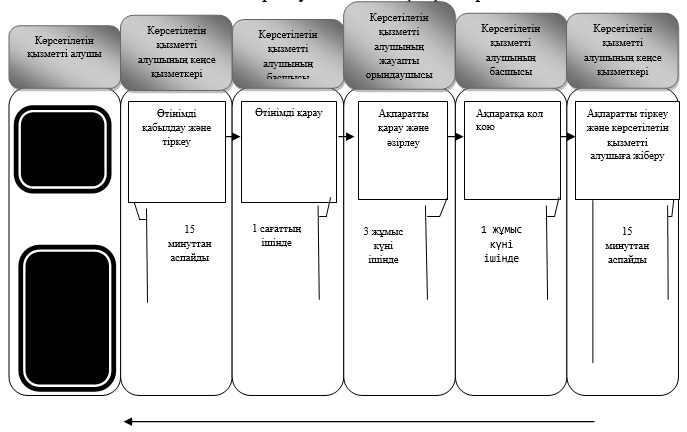 Көрсетілетін
қызметті алушы
Көрсетілетін
қызметті
алушының кеңсе
қызметкері
Көрсетілетін
қызметті
алушының
басшысы
Көрсетілетін
қызметті
алушының
жауапты
орындаушысы
Көрсетілетін
қызметті
алушының
басшысы
Көрсетілетін
қызметті
алушының кеңсе
қызметкері
Өтінімді
қабылдау және
тіркеу
Өтінімді қарау
Ақпаратты
қарау және
әзірлеу
Ақпаратқа қол
қою
Ақпаратты тіркеу
және көрсетілетін
қызметті
алушыға жіберу
15
минуттан
аспайды
1 сағаттың
ішінде
3 жұмыс
күні
ішінде
1 жұмыс
күні
ішінде
15
минуттан
аспайды